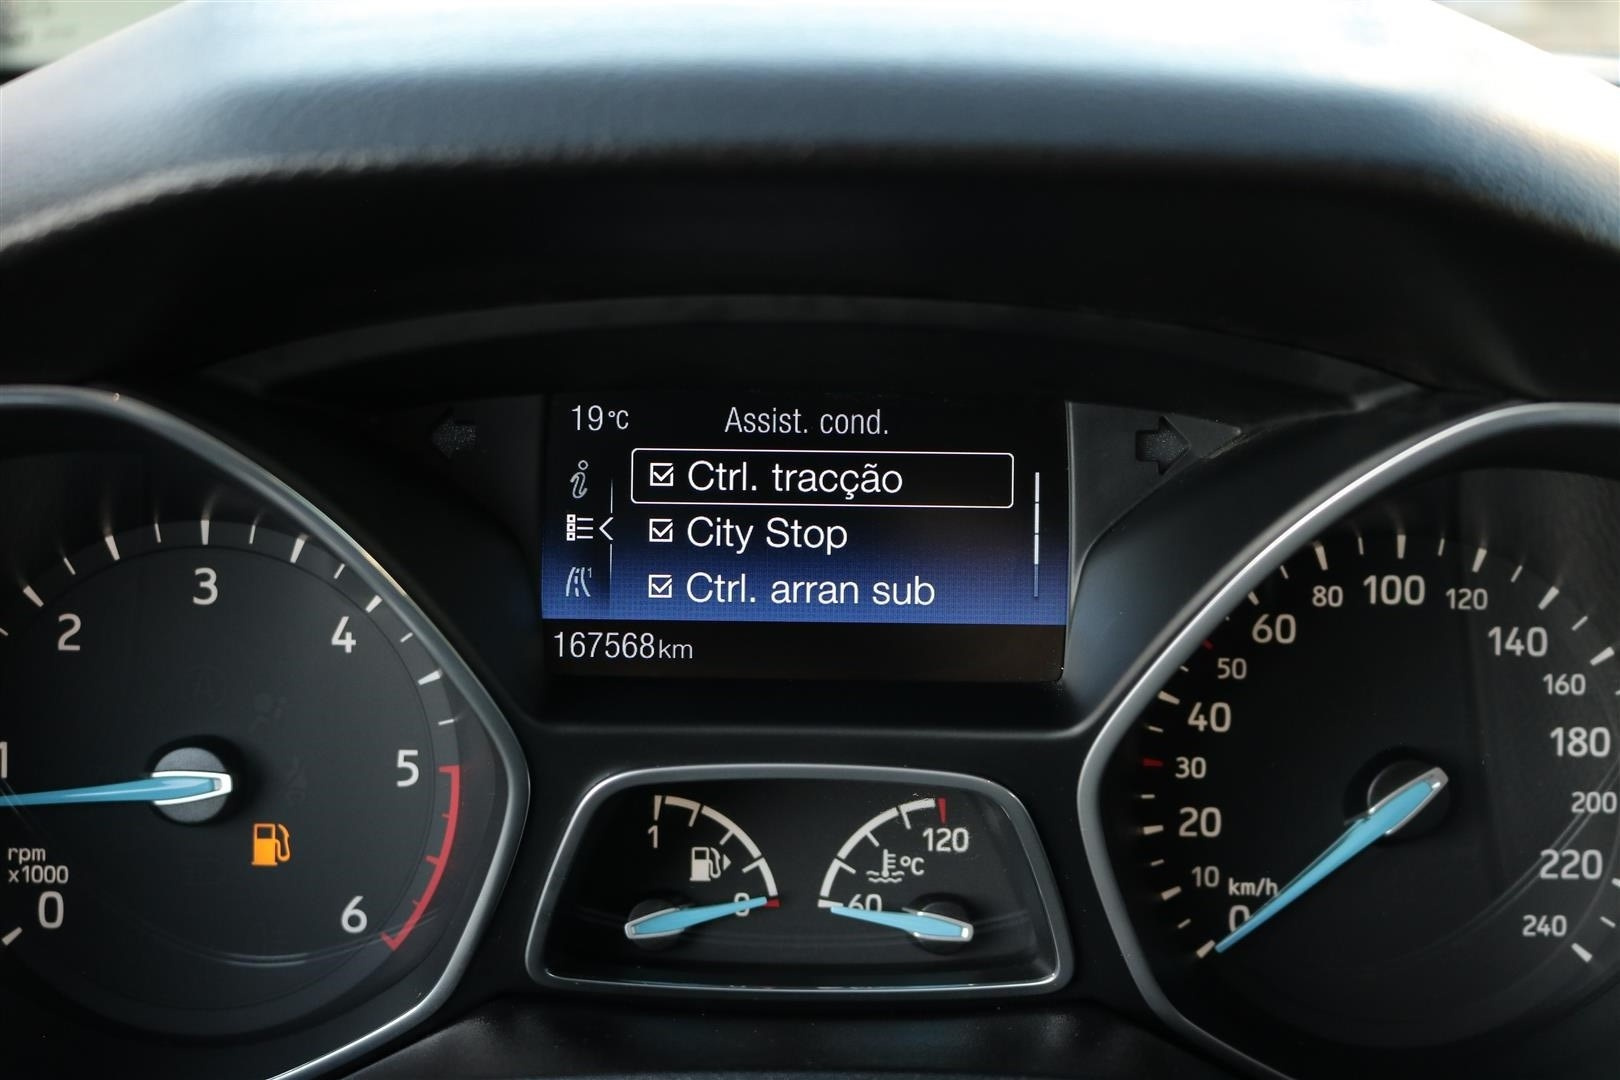 19°C
Assist. cond.
Ctrl. tracção
City Stop
Ctrl. arran sub
167568km
1
2
3
4
5
6
0
rpm
x1000
1
0
120
°C
60
0
10
20
30
40
50
60
80
100
120
140
160
180
200
220
240
km/h